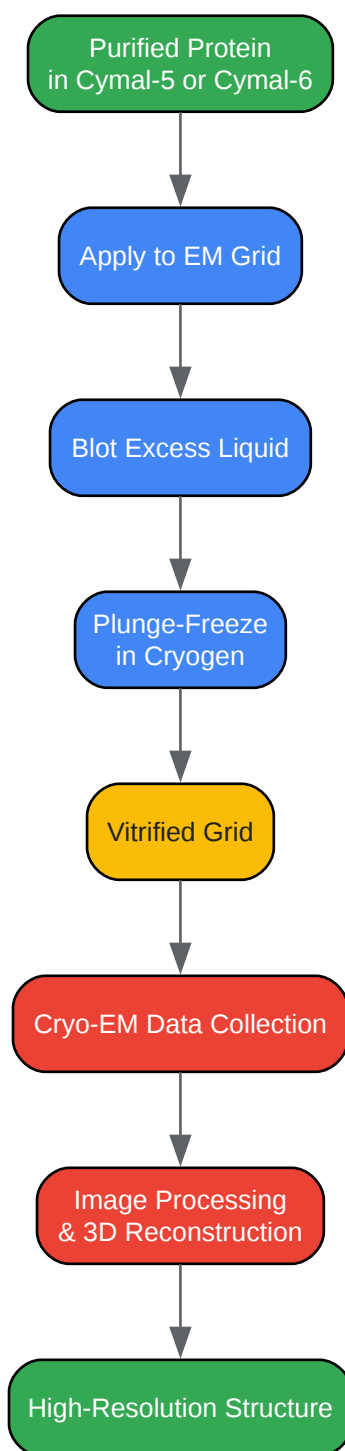 Purified Protein
in Cymal-5 or Cymal-6
Apply to EM Grid
Blot Excess Liquid
Plunge-Freeze
in Cryogen
Vitrified Grid
Cryo-EM Data Collection
Image Processing
& 3D Reconstruction
High-Resolution Structure